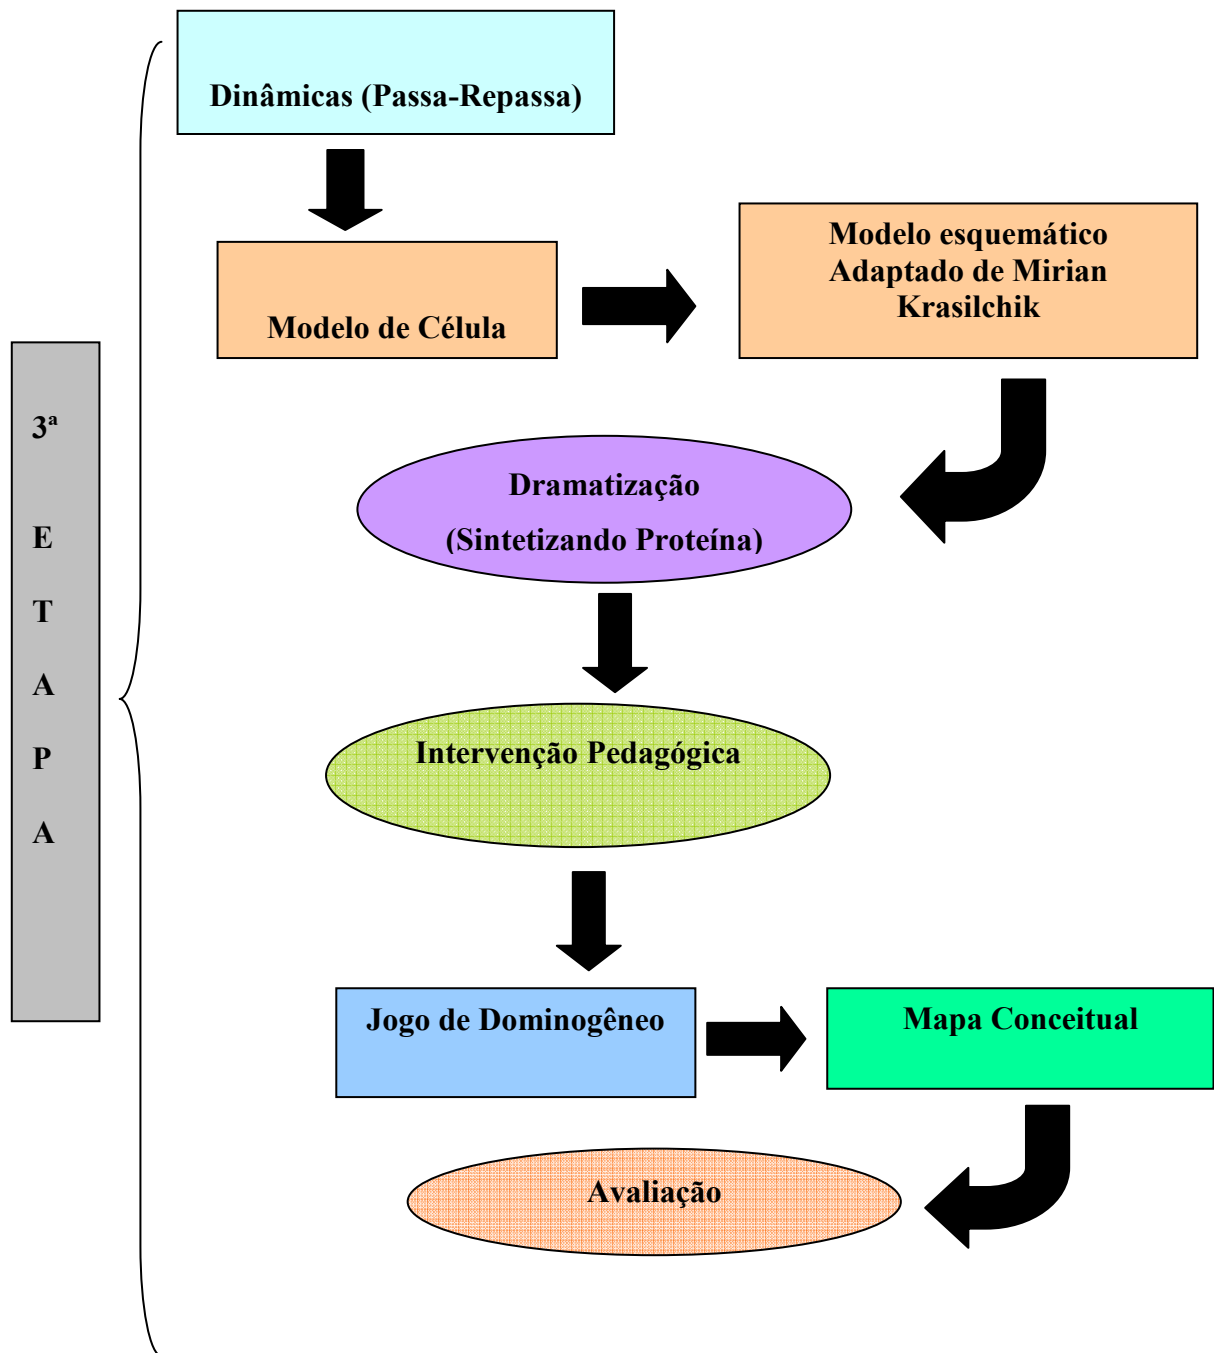 Dinâmicas (Passa-Repassa)
Modelo de Célula
Modelo esquemático
Adaptado de Mirian
Krasilchik
3ª
E
T
A
P
A
Dramatização
(Sintetizando Proteína)
Intervenção Pedagógica
Jogo de Dominogêneo
Mapa Conceitual
Avaliação